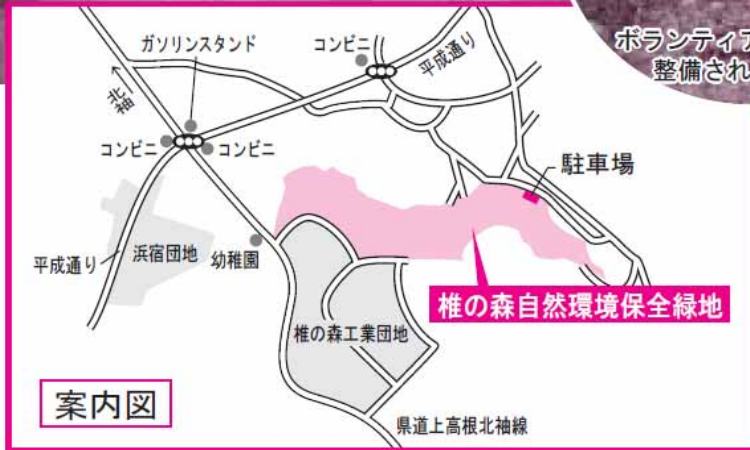 ボランティア
整備され
ガソリンスタンド
コンビニ
平成通り
北袖
コンビニ
コンビニ
駐車場
平成通り
浜宿団地
幼稚園
椎の森自然環境保全緑地
椎の森工業団地
案内図
県道上高根北袖線